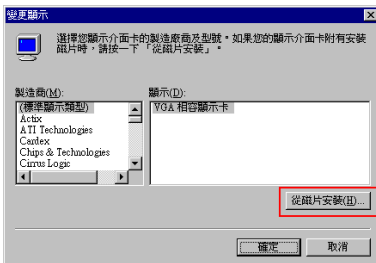 變更顯示
選擇您顯示介面卡的製造廠商及型號。如果您的顯示介面卡附有安裝
磁片時，請按一下「從磁片安裝」。
製造商(M):
顯示(D):
(標準顯示類型)
Actix
ATI Technologies
Cardex
Chips & Technologies
Cirrus Logic
VGA 相容顯示卡
從磁片安裝(H)...
確定
取消